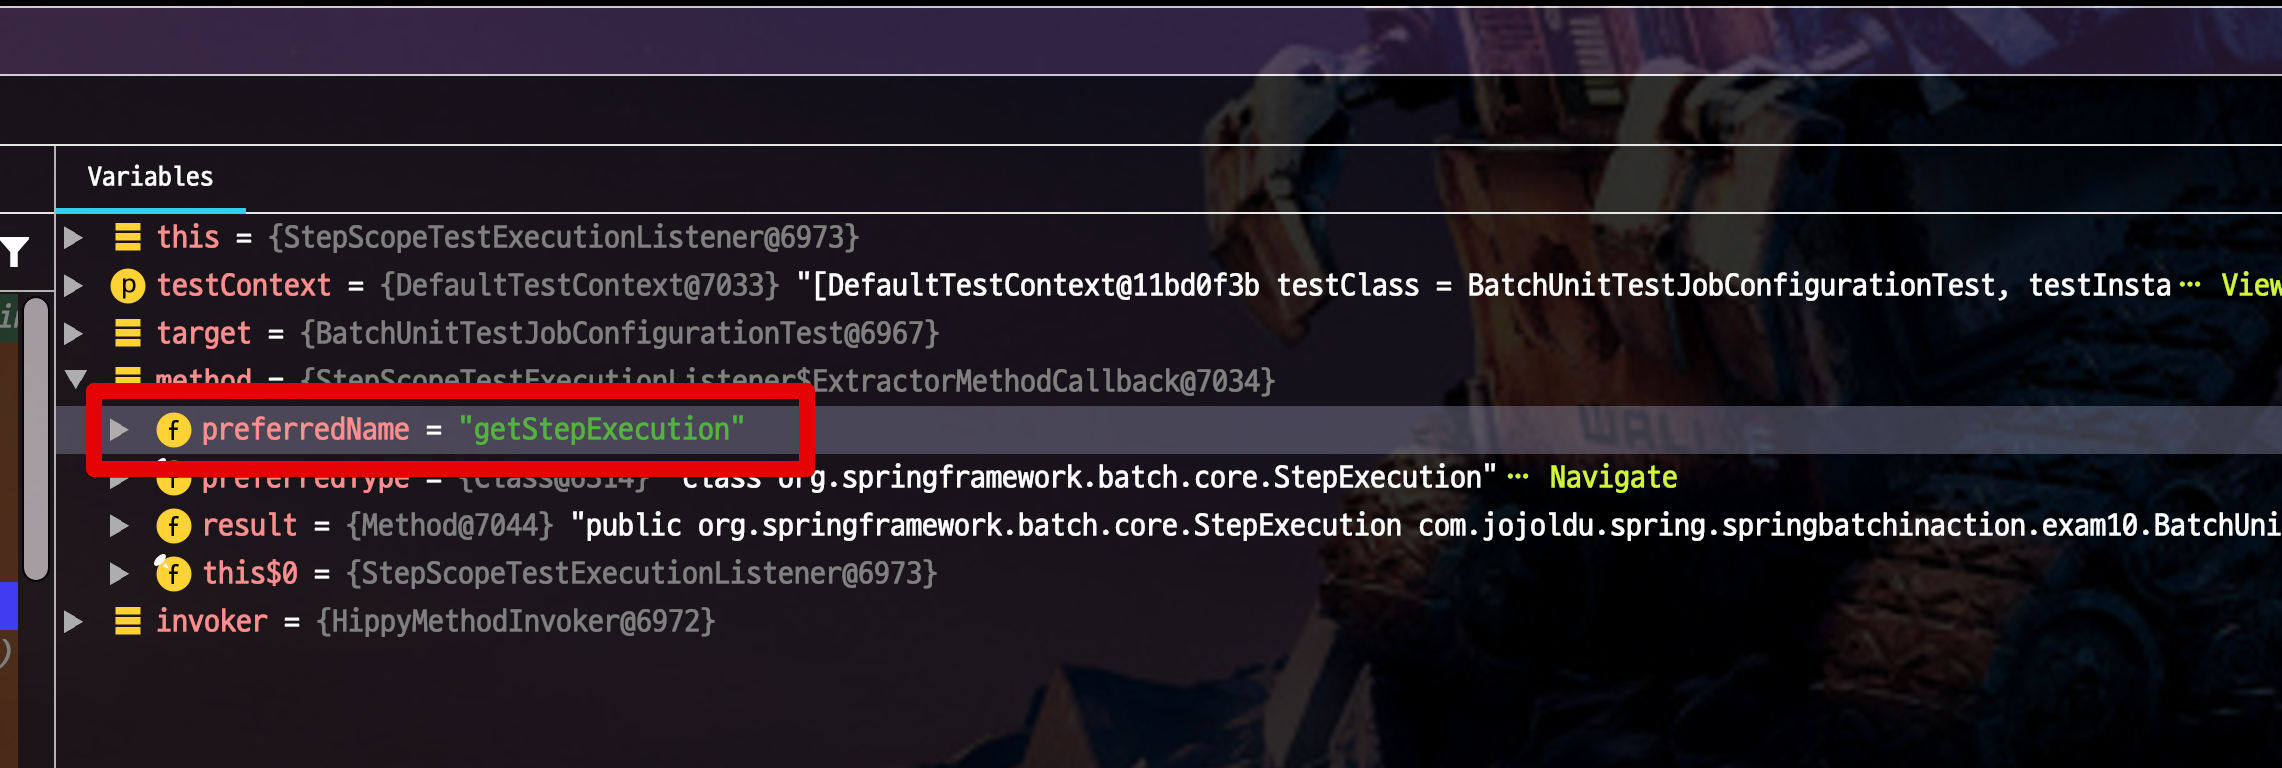 Variables
this = {StepScopeTestExecutionListener@6973}
p testContext = {DefaultTestContext@7033} "[DefaultTestContext@11bd0f3b testClass = BatchUnitTestJobConfigurationTest, testInsta... View
target = {BatchUnitTestJobConfigurationTest@6967}
method = {StepScopeTestExecutionListener$ExtractorMethodCallback@7034}
f preferredName = "getStepExecution"
f preferredType = {Class@6314} "class org.springframework.batch.core.StepExecution"... Navigate
f result = {Method@7044} "public org.springframework.batch.core.StepExecution com.jojoldu.spring.springbatchinaction.exam10.BatchUni
f this$0 = {StepScopeTestExecutionListener@6973}
invoker = {HippyMethodInvoker@6972}